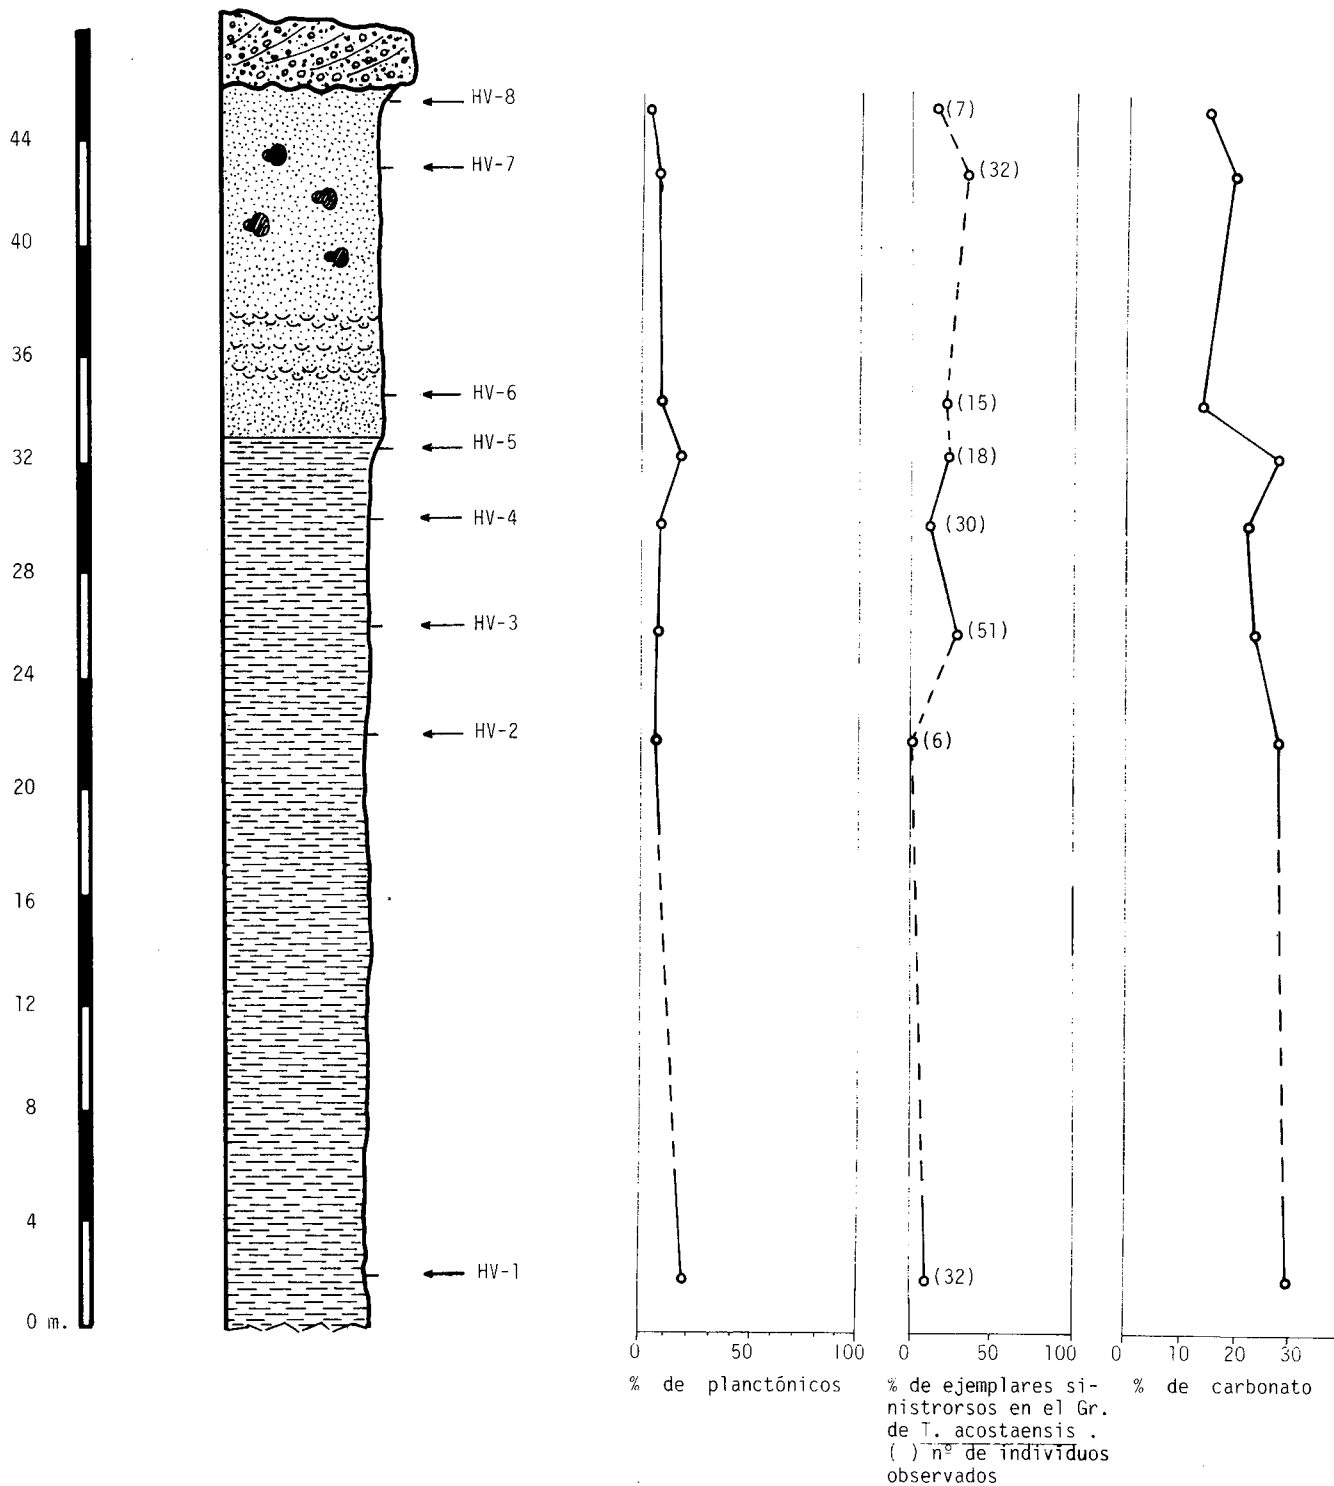 HV-8
44
HV-7
40
36
HV-6
HV-5
32
HV-4
28
HV-3
24
HV-2
20
16
12
8
4
HV-1
0 m.
(7)
(32)
(15)
(18)
(30)
(51)
(6)
(32)
0 50 100
% de planctónicos
0 50 100
% de ejemplares si-
nistrorsos en el Gr.
de T. acostaensis .
( ) nº de individuos
observados
0 10 20 30
% de carbonato